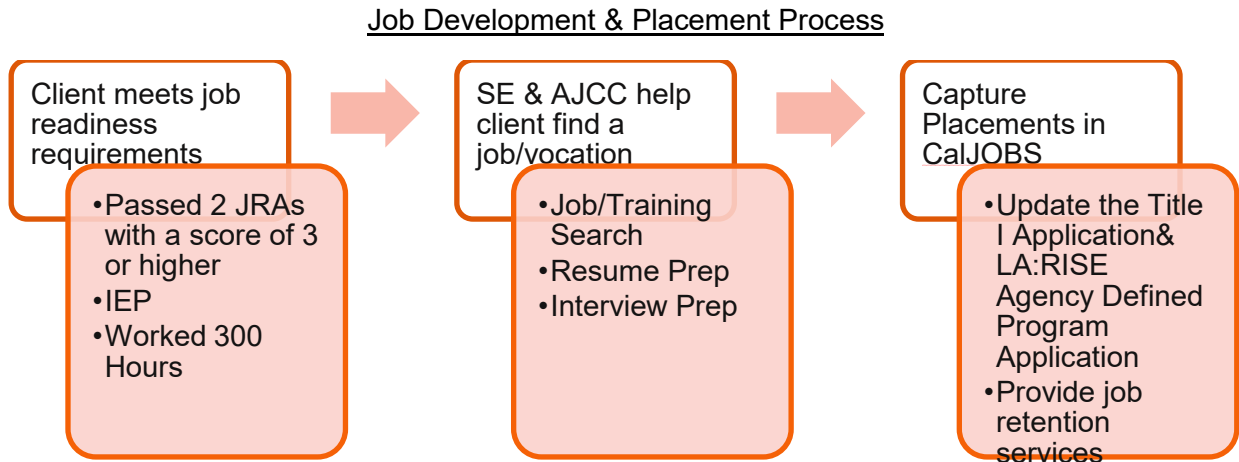 Job Development & Placement Process
Client meets job
readiness
requirements
•Passed 2 JRAs
with a score of 3
or higher
•IEP
•Worked 300
Hours
SE & AJCC help
client find a
job/vocation
•Job/Training
Search
•Resume Prep
•Interview Prep
Capture
Placements in
CalJOBS
•Update the Title
I Application&
LA:RISE
Agency Defined
Program
Application
•Provide job
retention
services